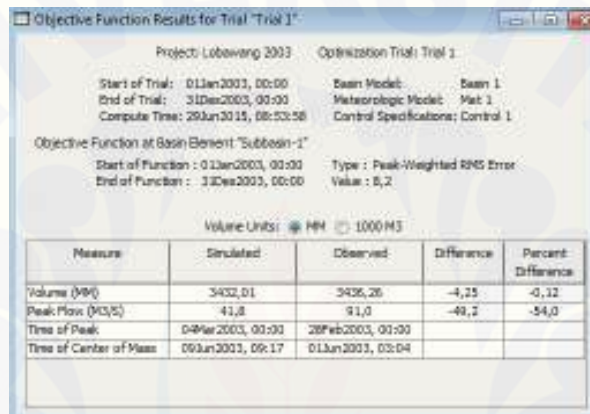 Objective Function Results for Trial "Trial 1"
Project: Lobawang 2003 Optimization Trial: Trial 1
Start of Trial: 01Jan2003, 00:00 Basin Model: Basin 1
End of Trial: 31Des2003, 00:00 Meteorologic Model: Met 1
Compute Time: 29Jun2015, 08:53:58 Control Specifications: Control 1
Objective Function at Basin Element "Subbasin-1"
Start of Function : 01Jan2003, 00:00 Type : Peak-Weighted RMS Error
End of Function : 31Des2003, 00:00 Value : 8,2
Volume Units: MM 1000 M3
Measure Simulated Observed Difference Percent Difference
Volume (MM) 3432,01 3436,26 -4,25 -0,12
Peak Flow (M3/S) 41,8 91,0 -49,2 -54,0
Time of Peak 04Mar2003, 00:00 28Feb2003, 00:00
Time of Center of Mass 09Jun2003, 09:17 01Jun2003, 03:04